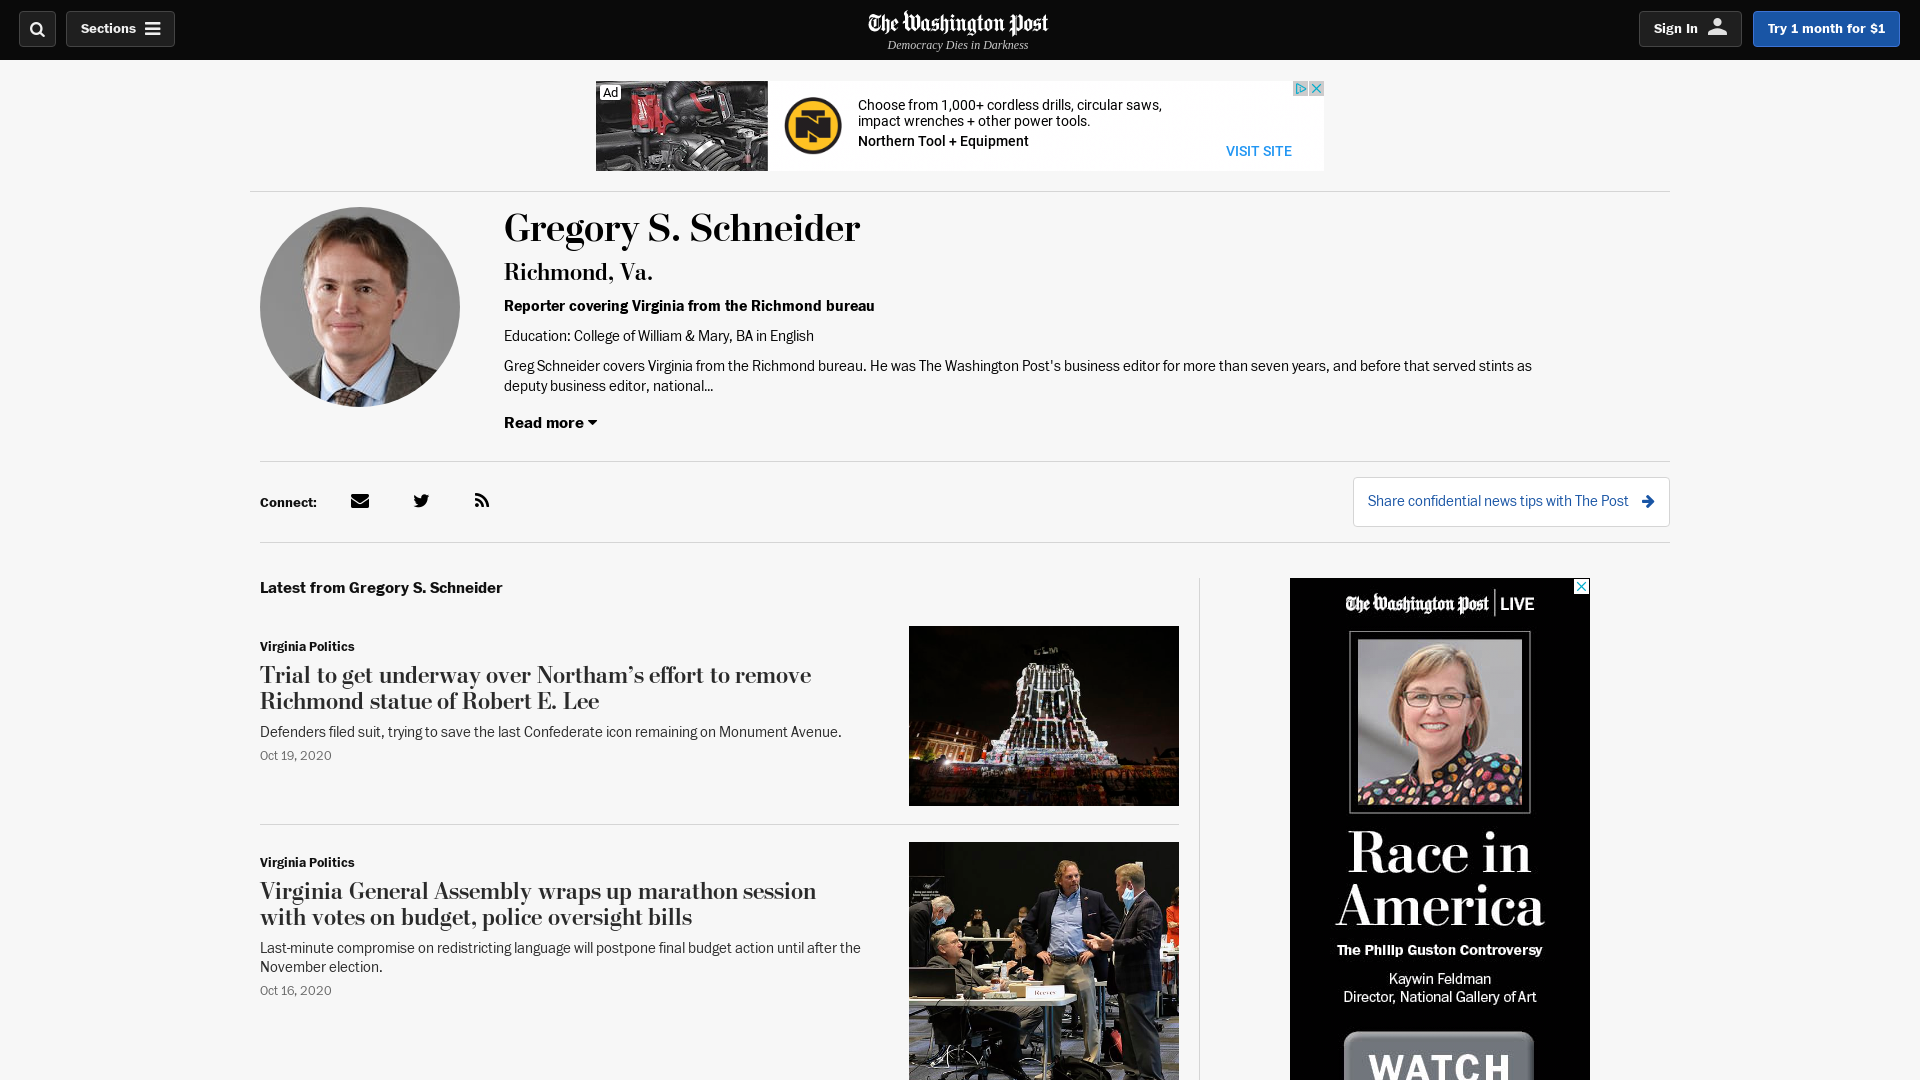 Sections
The Washington Post
Democracy Dies in Darkness
Sign In
Try 1 month for $1
Ad
Choose from 1,000+ cordless drills, circular saws,
impact wrenches + other power tools.
Northern Tool + Equipment
VISIT SITE
Gregory S. Schneider
Richmond, Va.
Reporter covering Virginia from the Richmond bureau
Education: College of William & Mary, BA in English
Greg Schneider covers Virginia from the Richmond bureau. He was The Washington Post's business editor for more than seven years, and before that served stints as
deputy business editor, national...
Read more
Connect:
Share confidential news tips with The Post
Latest from Gregory S. Schneider
Virginia Politics
Trial to get underway over Northam’s effort to remove
Richmond statue of Robert E. Lee
Defenders filed suit, trying to save the last Confederate icon remaining on Monument Avenue.
Oct 19, 2020
BLM
Virginia Politics
Virginia General Assembly wraps up marathon session
with votes on budget, police oversight bills
Last-minute compromise on redistricting language will postpone final budget action until after the
November election.
Oct 16, 2020
Reeves
The Washington Post LIVE
Race in
America
The Philip Guston Controversy
Kaywin Feldman
Director, National Gallery of Art
WATCH